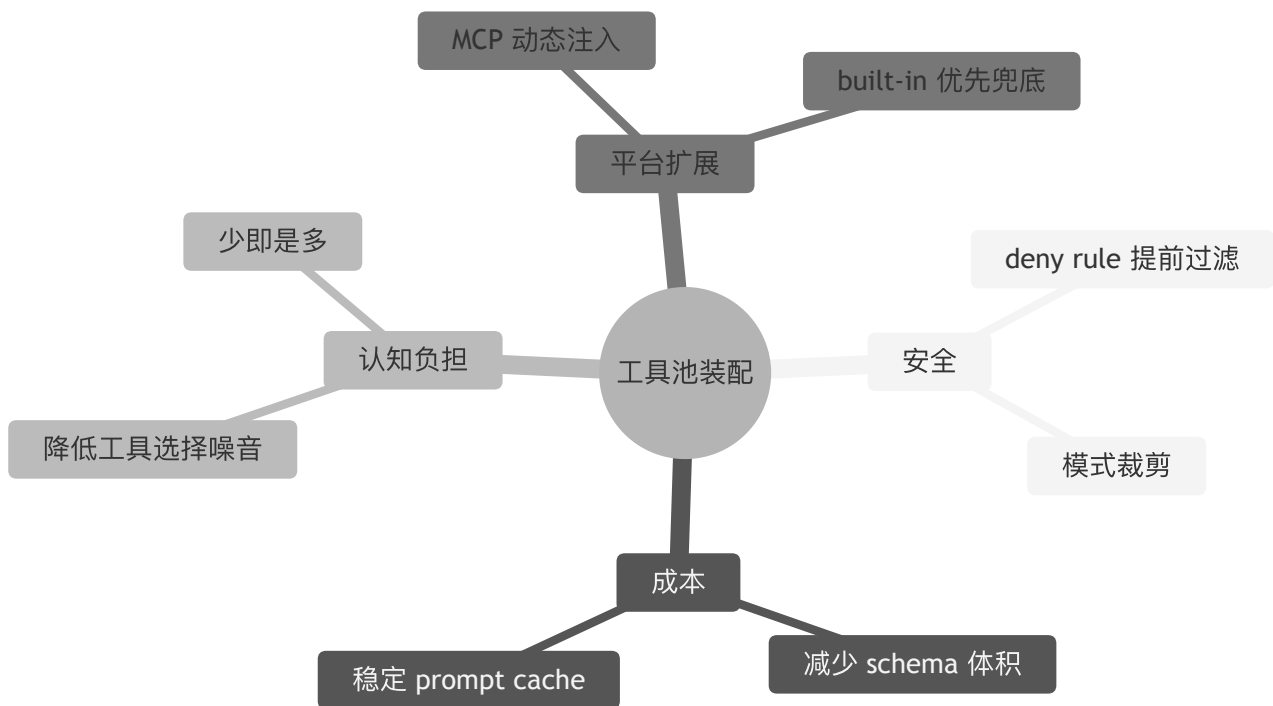 MCP 动态注入
built-in 优先兜底
平台扩展
少即是多
deny rule 提前过滤
认知负担
安全
工具池装配
降低工具选择噪音
模式裁剪
成本
减少 schema 体积
稳定 prompt cache